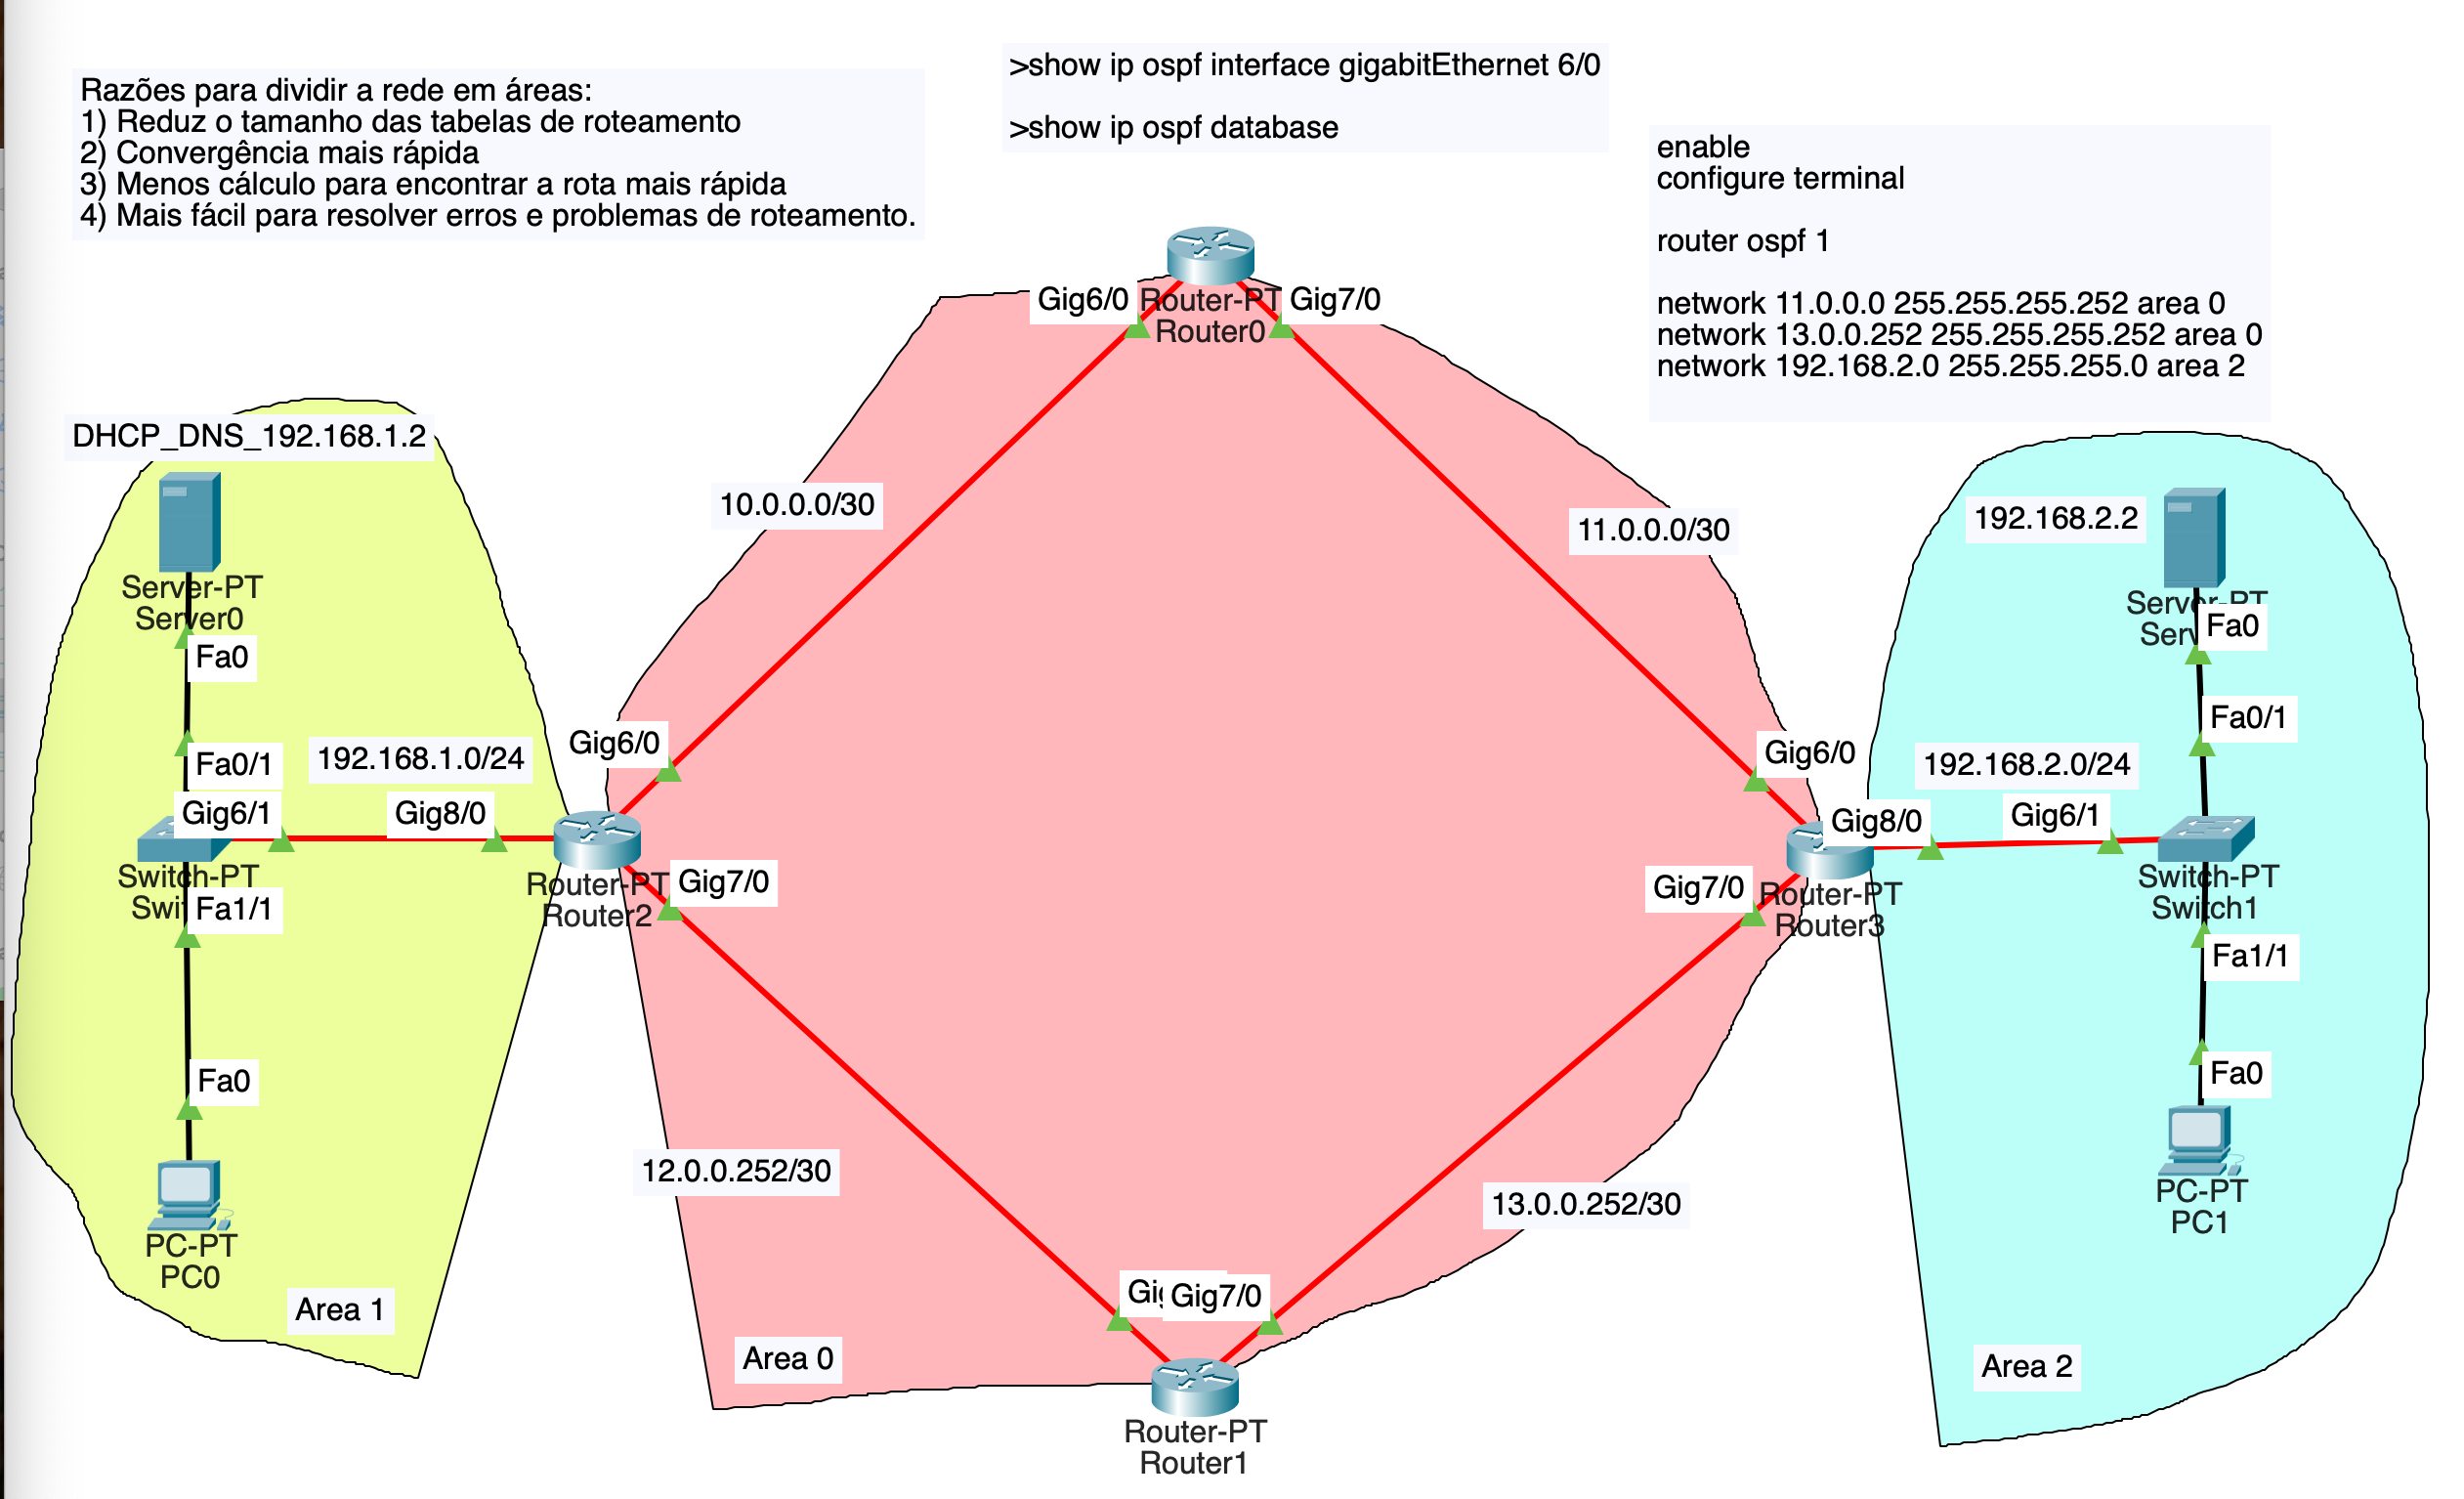 Razões para dividir a rede em áreas:
1) Reduz o tamanho das tabelas de roteamento
2) Convergência mais rápida
3) Menos cálculo para encontrar a rota mais rápida
4) Mais fácil para resolver erros e problemas de roteamento.
>show ip ospf interface gigabitEthernet 6/0
>show ip ospf database
enable
configure terminal
router ospf 1
network 11.0.0.0 255.255.255.252 area 0
network 13.0.0.252 255.255.255.252 area 0
network 192.168.2.0 255.255.255.0 area 2
Gig6/0
Router-PT
Router0
Gig7/0
DHCP_DNS_192.168.1.2
Server-PT
Server0
Fa0
Fa0/1
192.168.1.0/24
Gig6/1
Gig8/0
Switch-PT
Fa1/1
Fa0
PC-PT
PC0
Area 1
10.0.0.0/30
11.0.0.0/30
Gig6/0
Router-PT
Router2
Gig7/0
12.0.0.252/30
13.0.0.252/30
Gig7/0
Router-PT
Router1
Area 0
Gig6/0
Gig8/0
Gig7/0
Router-PT
Router3
192.168.2.2
Server-PT
Fa0
Fa0/1
192.168.2.0/24
Gig6/1
Switch-PT
Switch1
Fa1/1
Fa0
PC-PT
PC1
Area 2